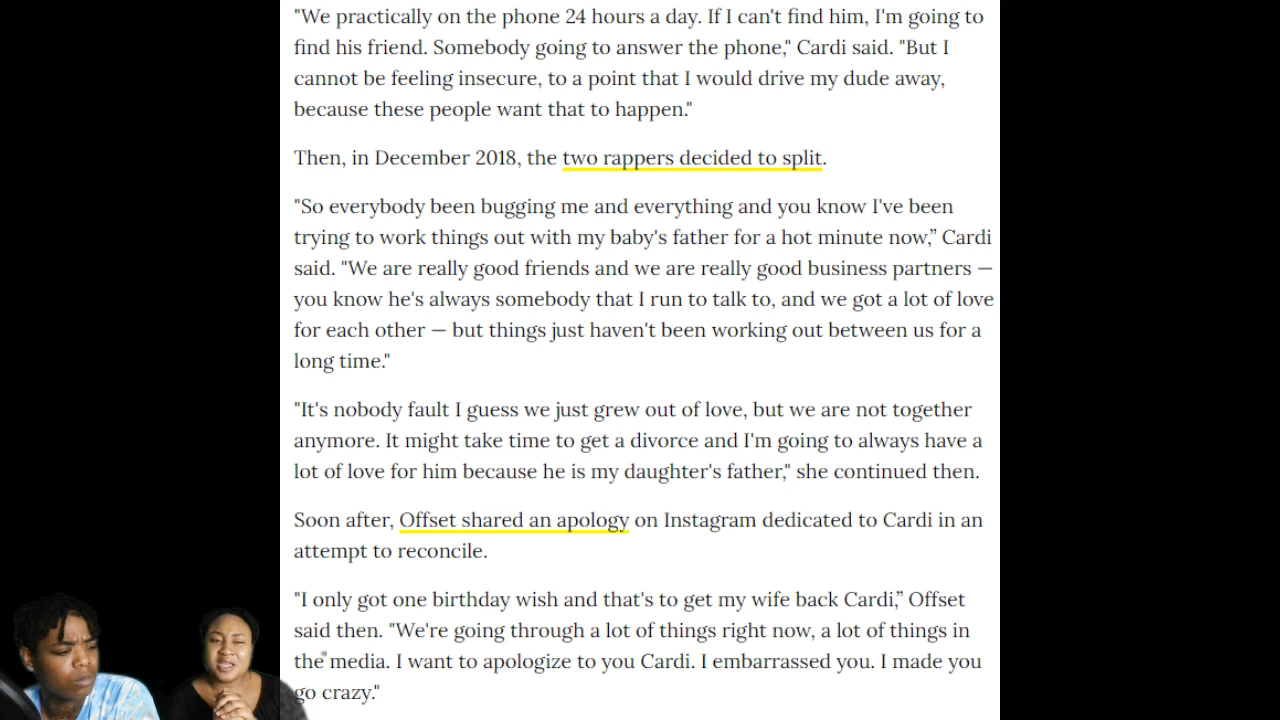 "We practically on the phone 24 hours a day. If I can't find him, I'm going to
find his friend. Somebody going to answer the phone," Cardi said. "But I
cannot be feeling insecure, to a point that I would drive my dude away,
because these people want that to happen."
Then, in December 2018, the two rappers decided to split.
"So everybody been bugging me and everything and you know I've been
trying to work things out with my baby's father for a hot minute now,” Cardi
said. "We are really good friends and we are really good business partners —
you know he's always somebody that I run to talk to, and we got a lot of love
for each other — but things just haven't been working out between us for a
long time."
"It's nobody fault I guess we just grew out of love, but we are not together
anymore. It might take time to get a divorce and I'm going to always have a
lot of love for him because he is my daughter's father," she continued then.
Soon after, Offset shared an apology on Instagram dedicated to Cardi in an
attempt to reconcile.
"I only got one birthday wish and that's to get my wife back Cardi,” Offset
said then. "We're going through a lot of things right now, a lot of things in
the media. I want to apologize to you Cardi. I embarrassed you. I made you
go crazy."